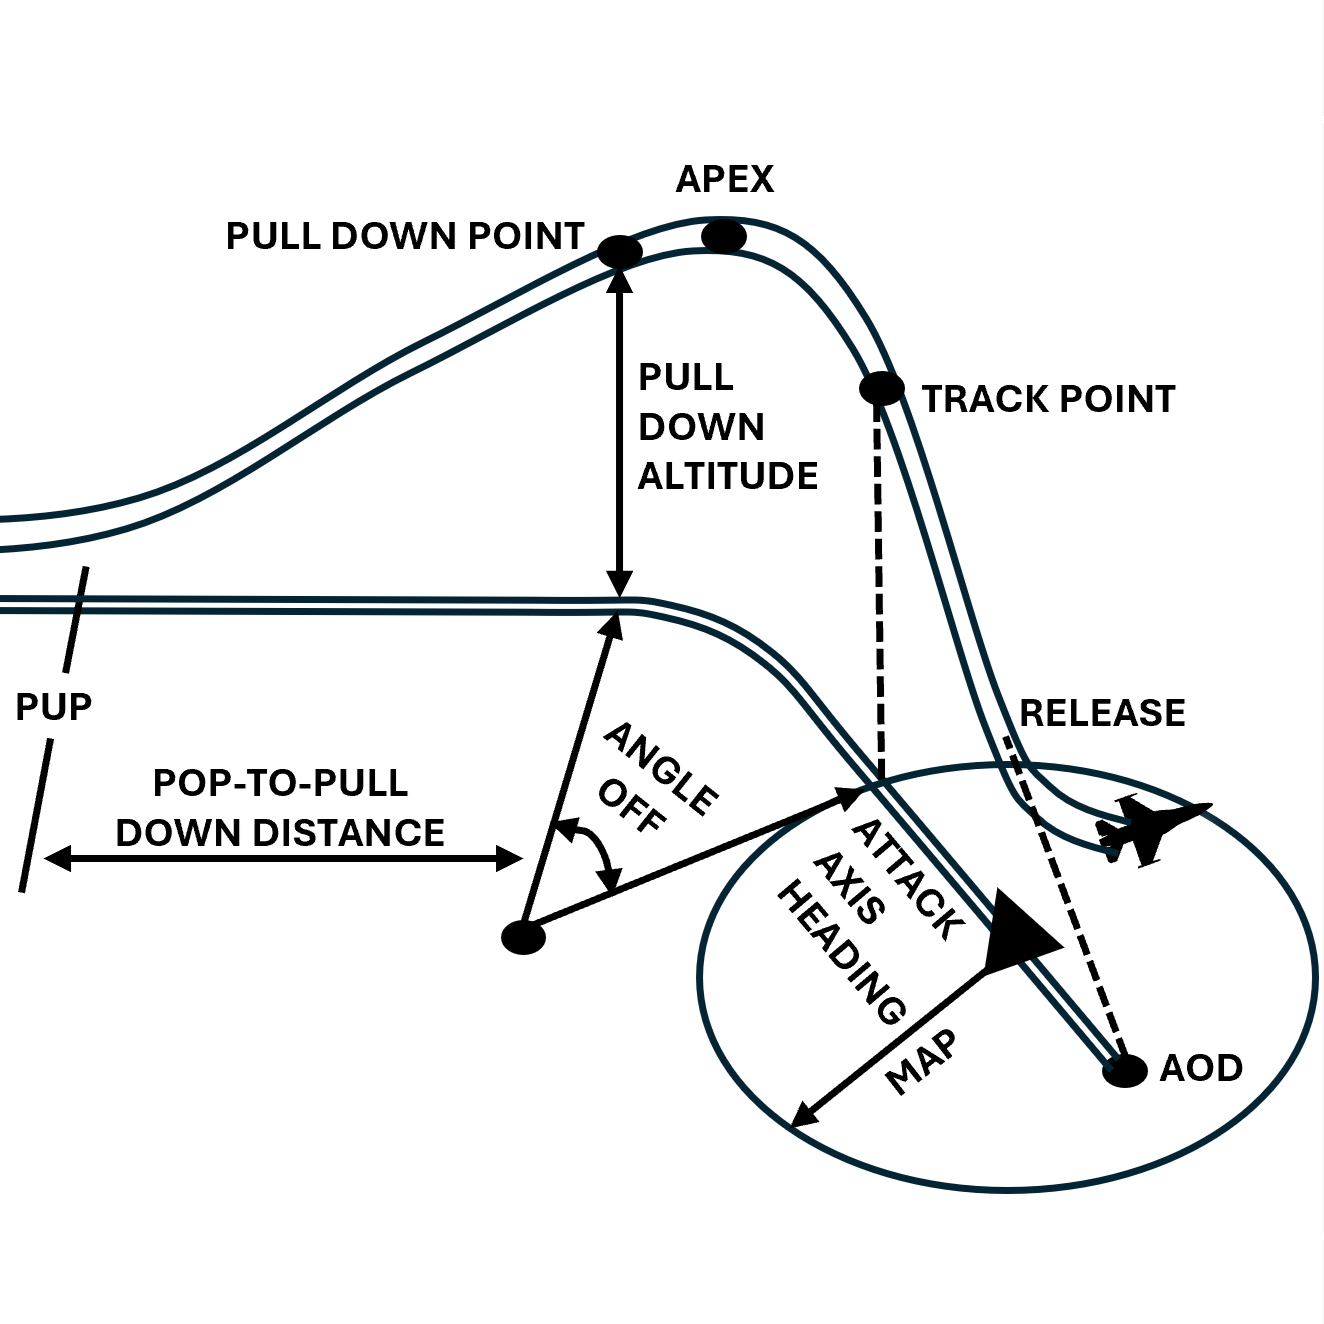 APEX
PULL DOWN POINT
PULL
DOWN
ALTITUDE
TRACK POINT
PUP
RELEASE
POP-TO-PULL
DOWN DISTANCE
ANGLE
OFF
ATTACK
AXIS
HEADING
MAP
AOD